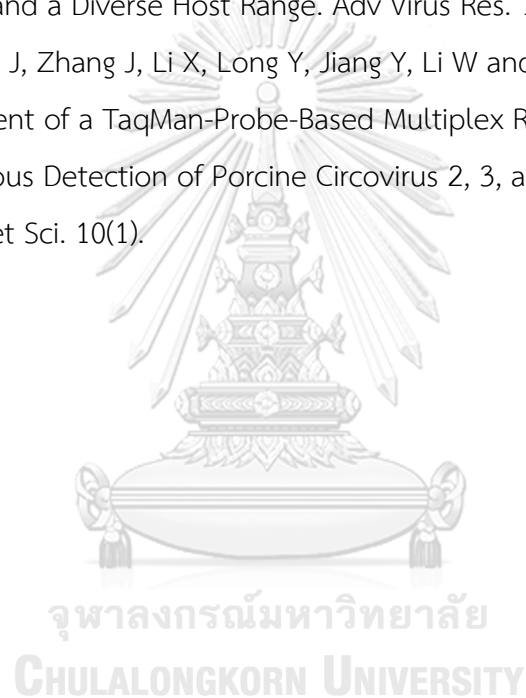 and a Diverse Host Range. Adv Virus Res.
J, Zhang J, Li X, Long Y, Jiang Y, Li W and
ent of a TaqMan-Probe-Based Multiplex R
ous Detection of Porcine Circovirus 2, 3, a
et Sci. 10(1).
จุฬาลงกรณ์มหาวิทยาลัย
CHULALONGKORN UNIVERSITY